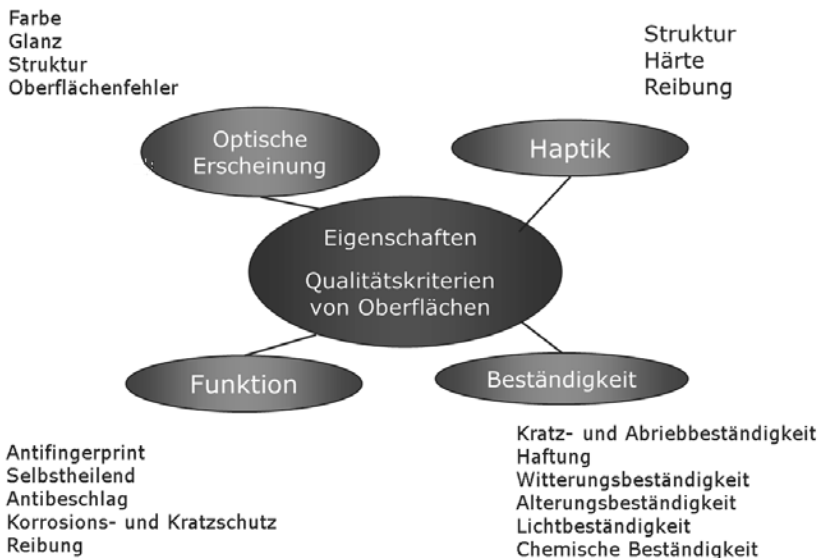 Farbe
Glanz
Struktur
Oberflächenfehler
Struktur
Härte
Reibung
Optische
Erscheinung
Haptik
Eigenschaften
Qualitätskriterien
von Oberflächen
Funktion
Beständigkeit
Antifingerprint
Selbstheilend
Antibeschlag
Korrosions- und Kratzschutz
Reibung
Kratz- und Abriebbeständigkeit
Haftung
Witterungsbeständigkeit
Alterungsbeständigkeit
Lichtbeständigkeit
Chemische Beständigkeit